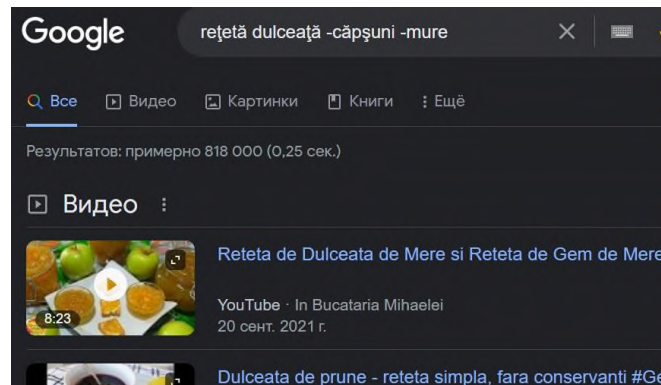 Google
reţetă dulceaţă -căpşuni -mure
Все Видео Картинки Книги Ещё
Результатов: примерно 818 000 (0,25 сек.)
Видео
Reteta de Dulceata de Mere si Reteta de Gem de Mere
YouTube · In Bucataria Mihaelei
8:23
20 сент. 2021 г.
Dulceata de prune - reteta simpla, fara conservanti #Ge